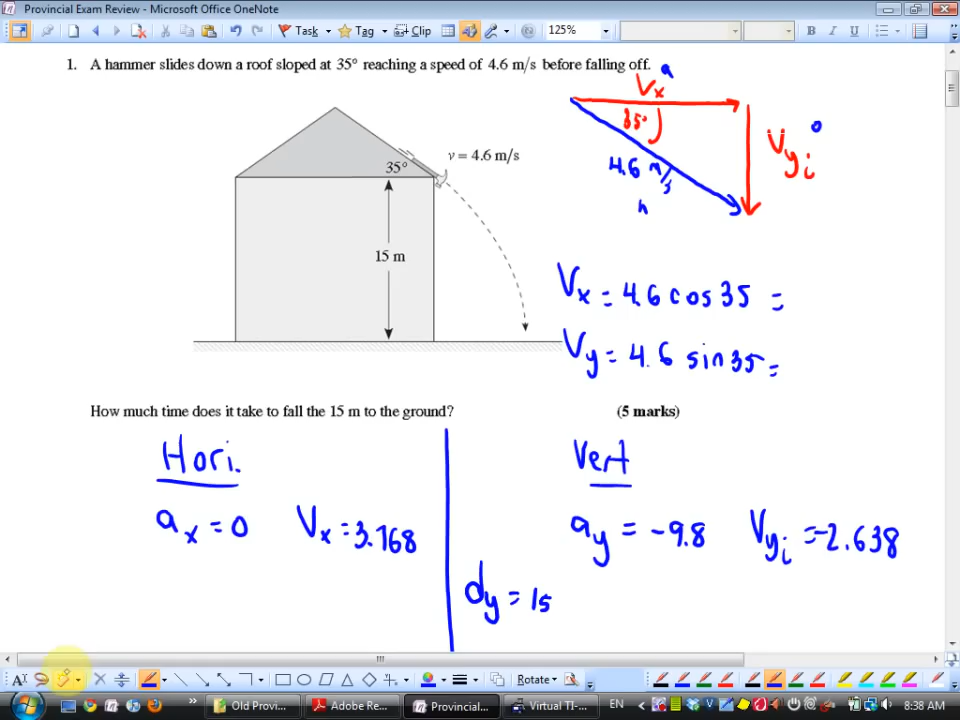 Provincial Exam Review - Microsoft Office OneNote
Task
Tag
Clip
125%
B I U
1. A hammer slides down a roof sloped at 35° reaching a speed of 4.6 m/s before falling off.
Vx a
35°
4.6 m/s
h
Vyi o
35°
v = 4.6 m/s
15 m
Vx = 4.6 cos 35 =
Vy = 4.6 sin 35 =
How much time does it take to fall the 15 m to the ground? (5 marks)
Hori.
Vert
ax = 0 Vx = 3.768
ay = -9.8 Vyi = -2.638
dy = 15
Rotate
Old Provi...
Adobe Re...
Provincial...
Virtual TI-...
EN
8:38 AM